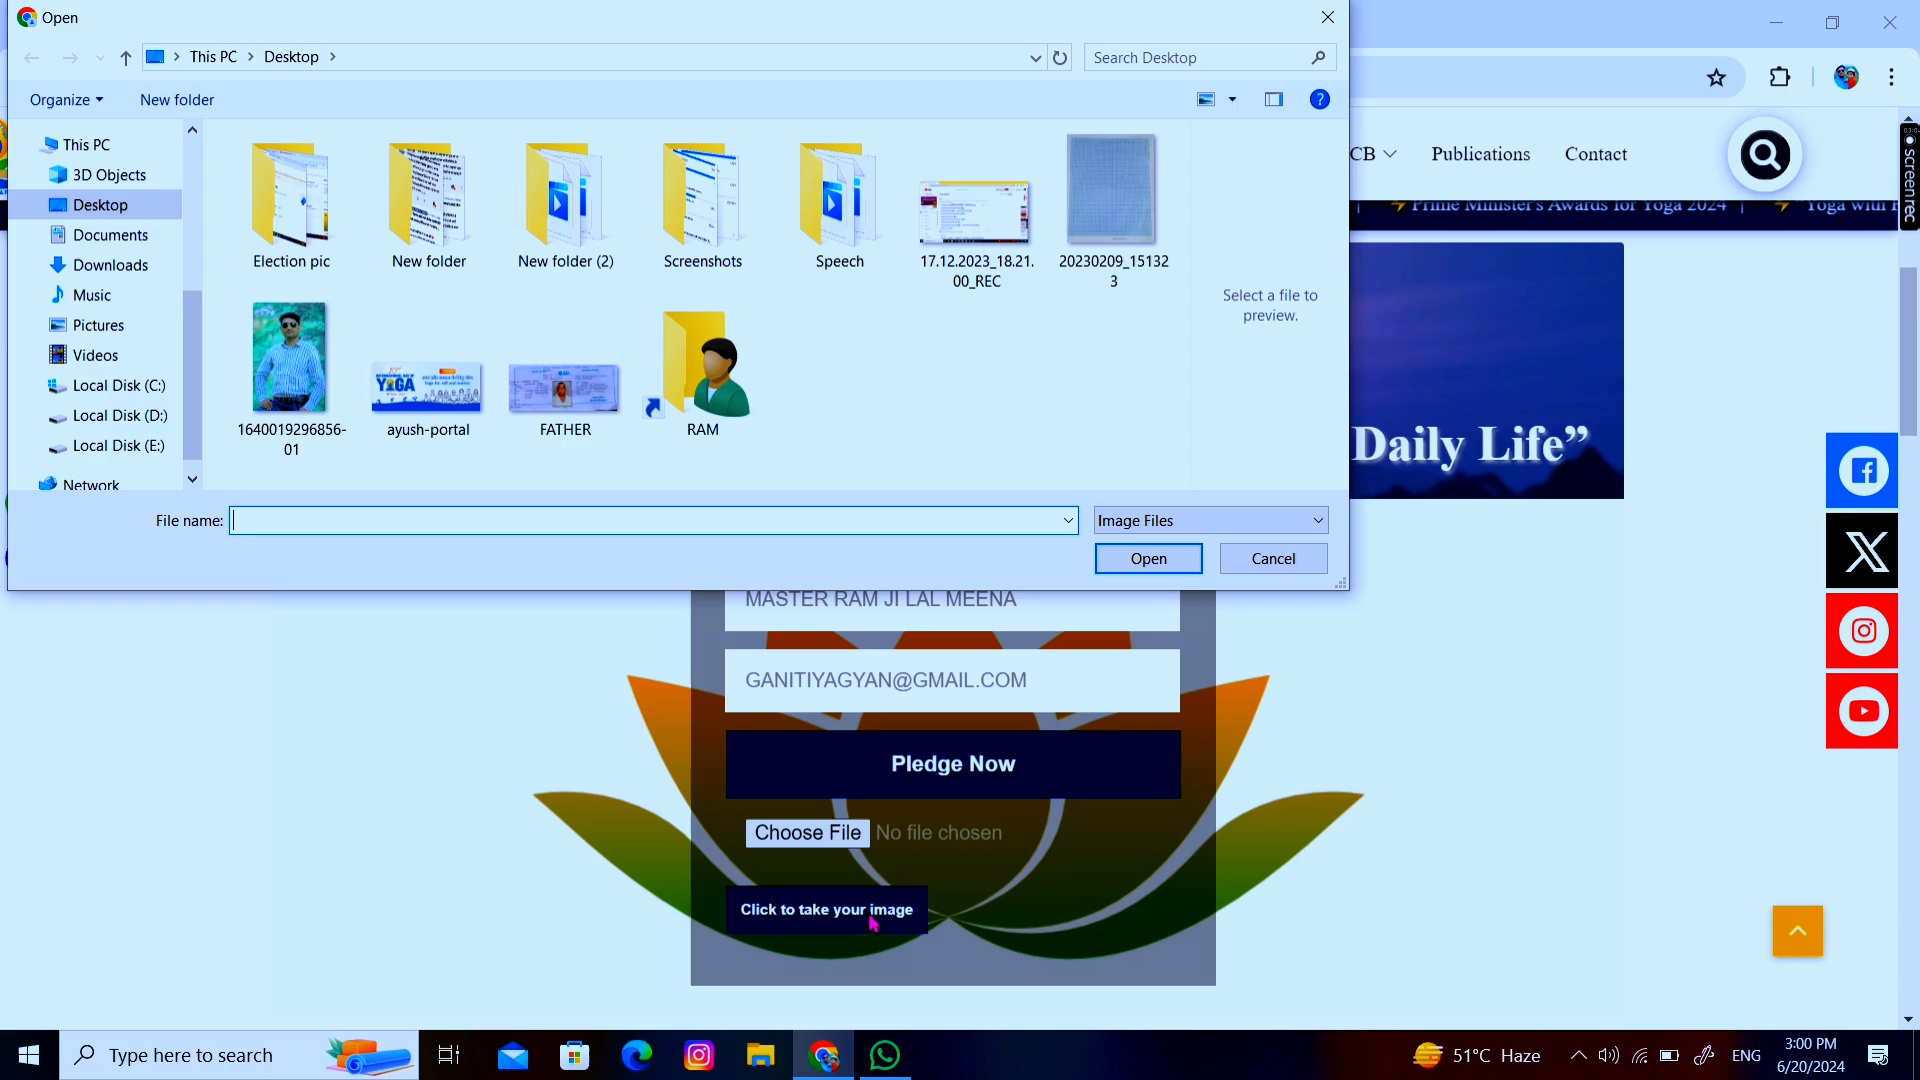 Open
This PC
Desktop
Search Desktop
Organize
New folder
This PC
3D Objects
Desktop
Documents
Downloads
Music
Pictures
Videos
Local Disk (C:)
Local Disk (D:)
Local Disk (E:)
Network
Election pic
New folder
New folder (2)
Screenshots
Speech
17.12.2023_18.21.
00_REC
20230209_15132
3
1640019296856-
01
ayush-portal
FATHER
RAM
Select a file to
preview.
File name:
Image Files
Open
Cancel
CB
Publications
Contact
Prime Minister's Awards for Yoga 2024 |
screenrec
Daily Life”
MASTER RAM JI LAL MEENA
GANITIYAGYAN@GMAIL.COM
Pledge Now
Choose File No file chosen
Click to take your image
Type here to search
51°C Haze
ENG
3:00 PM
6/20/2024